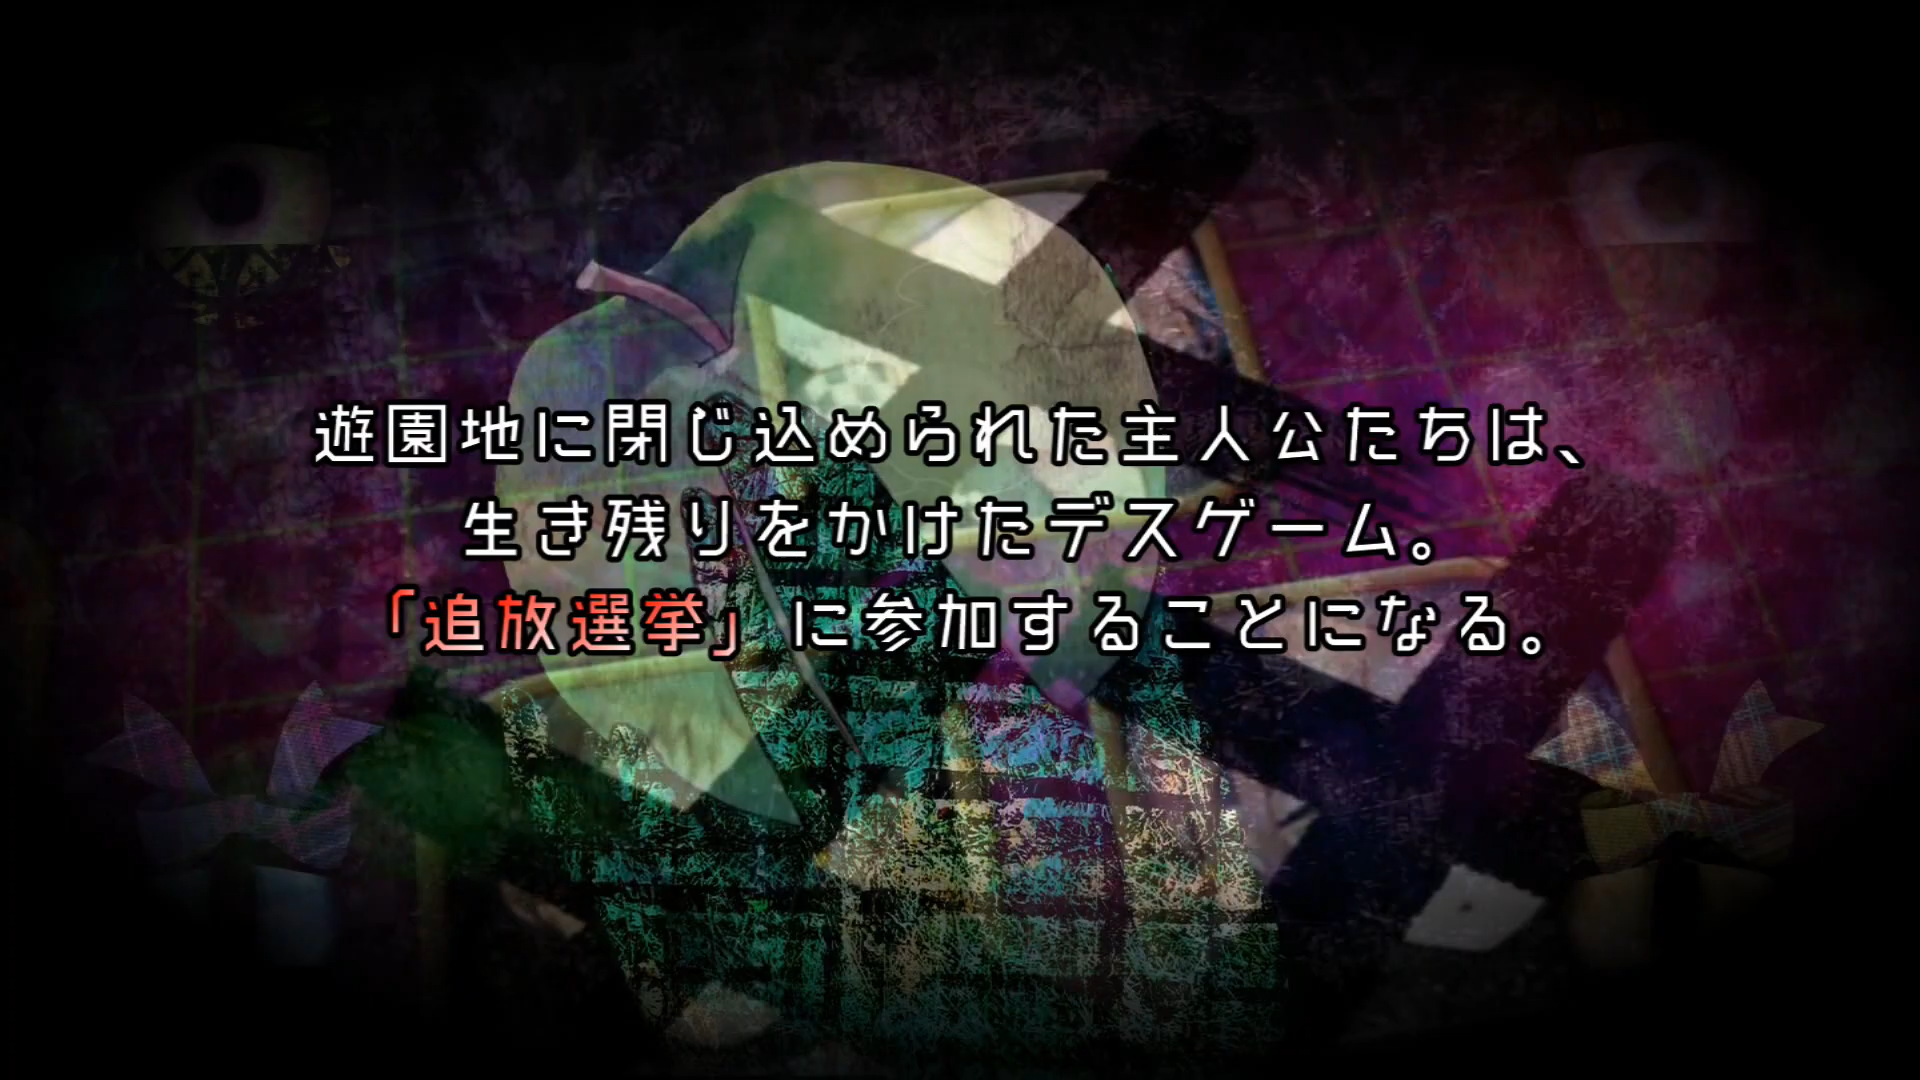 遊園地に閉じ込められた主人公たちは、
生き残りをかけたデスゲーム。
「追放選挙」に参加することになる。